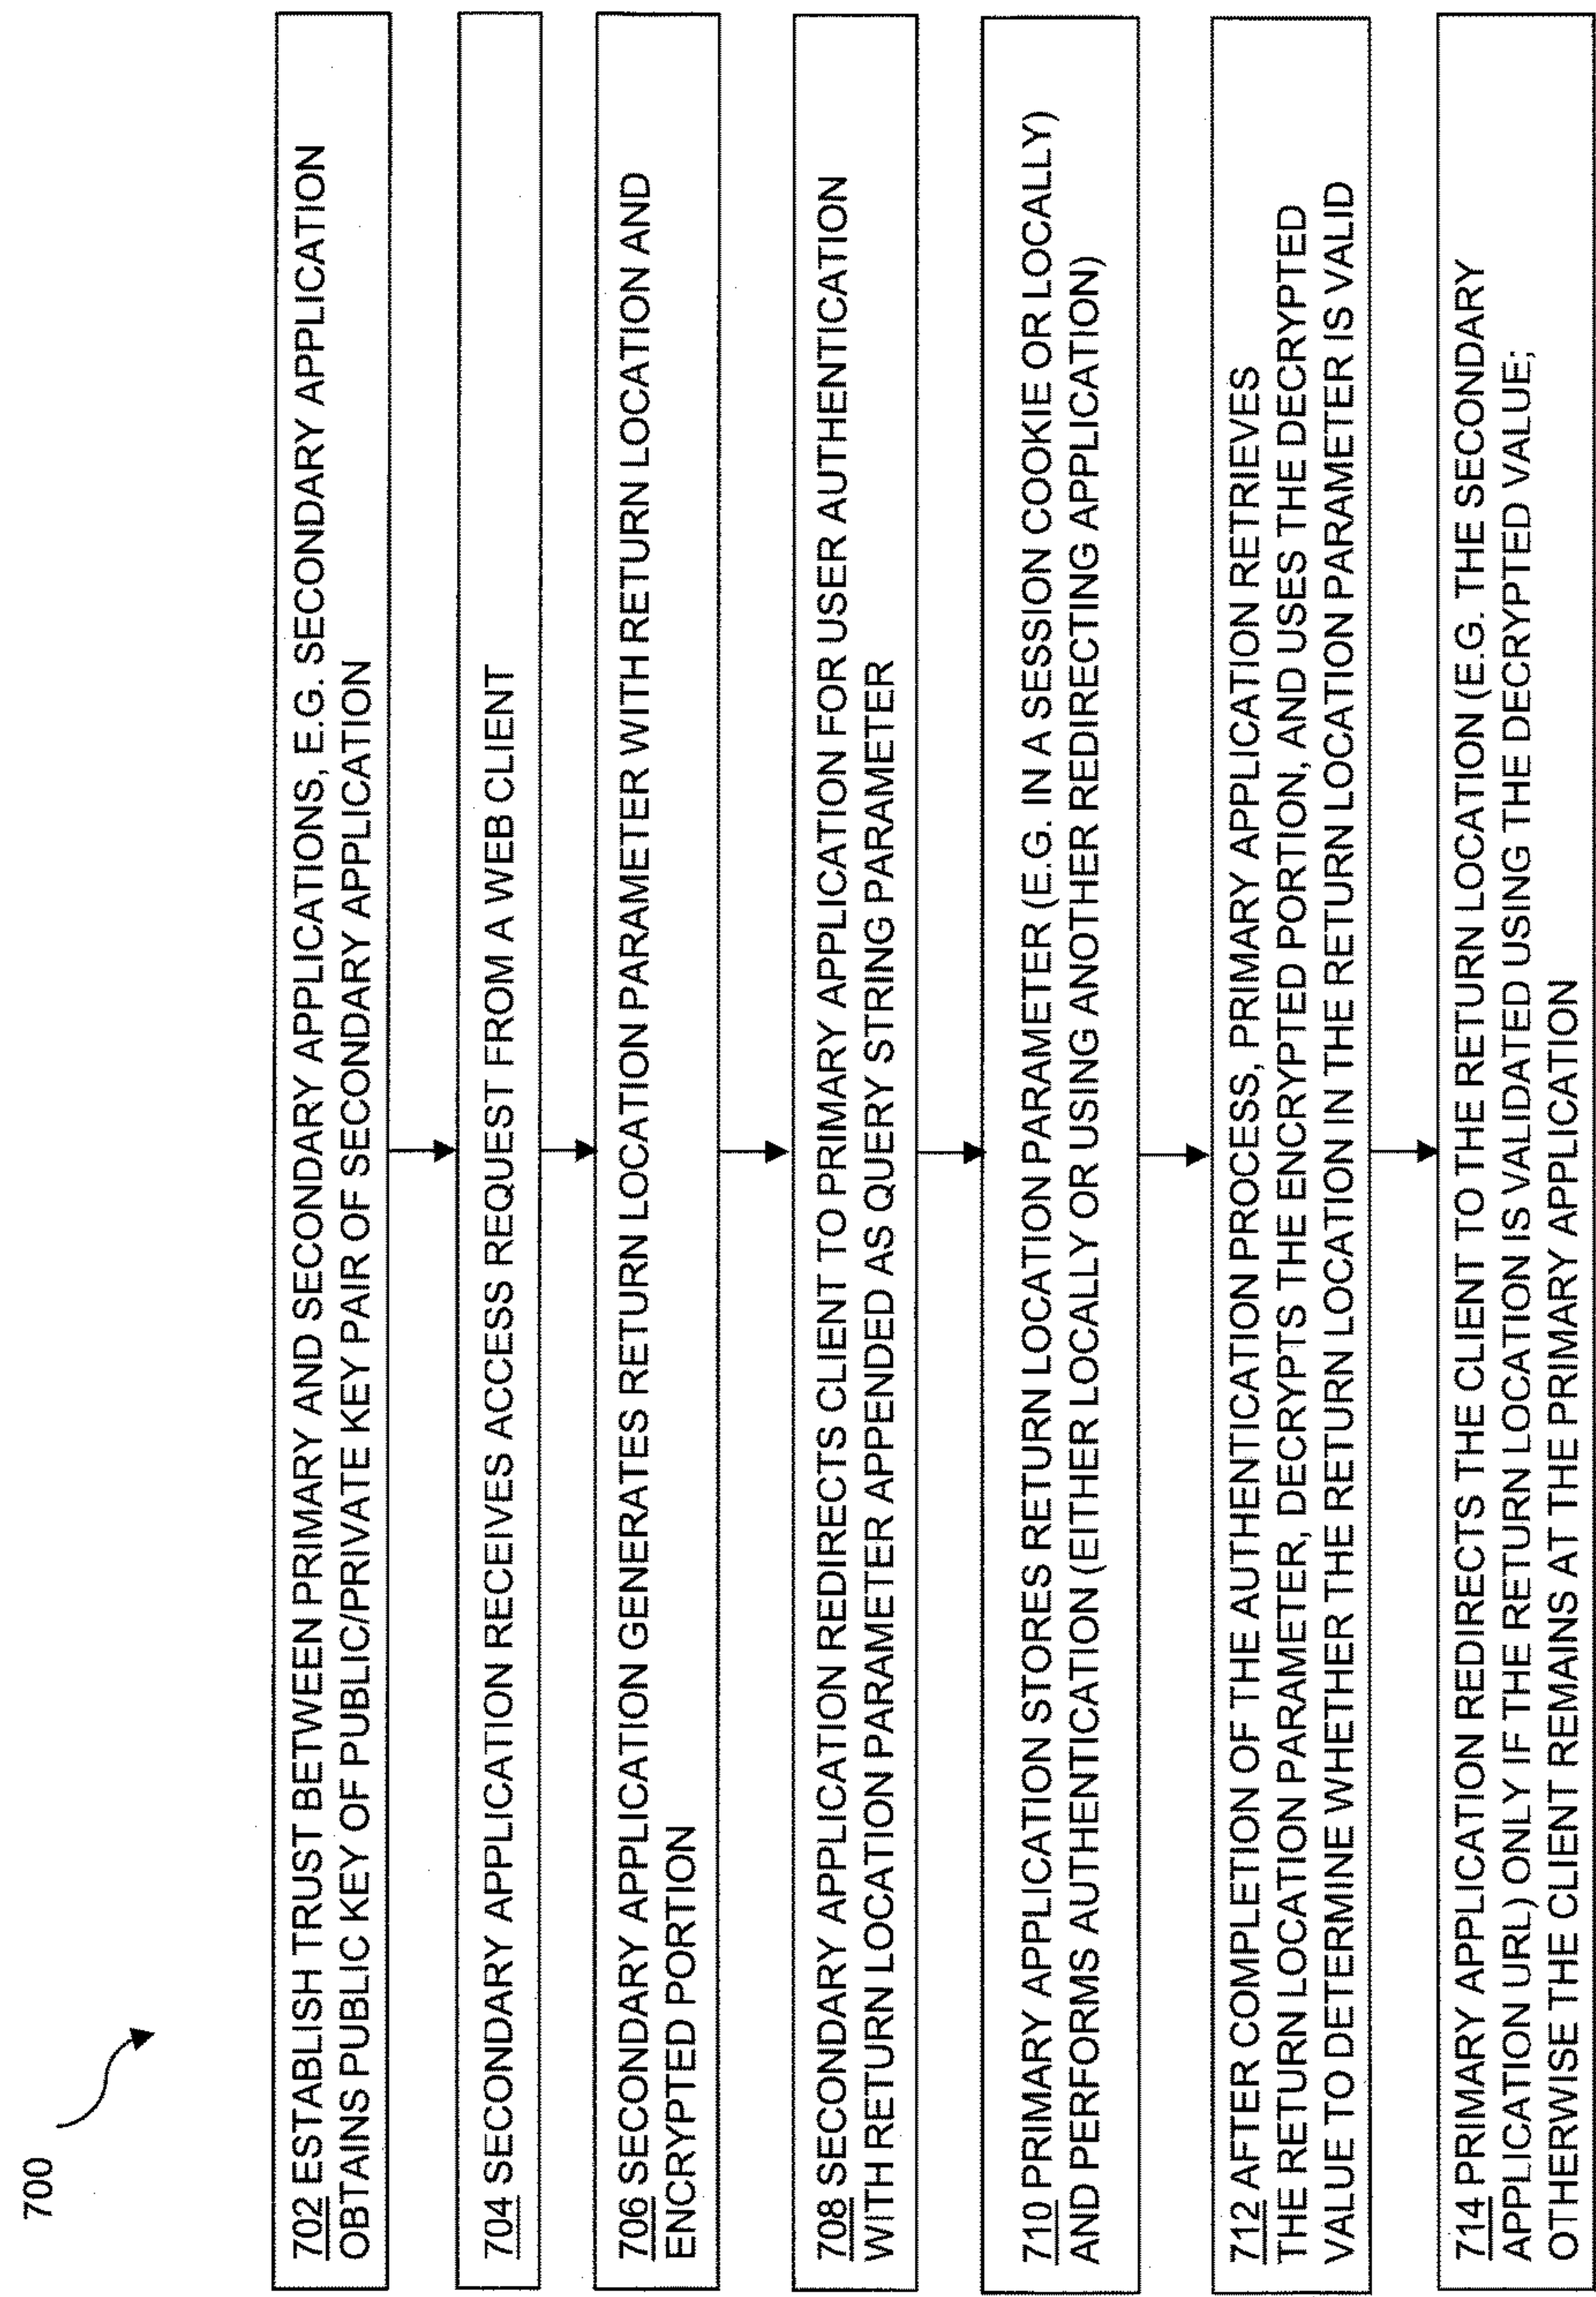 700
702 ESTABLISH TRUST BETWEEN PRIMARY AND SECONDARY APPLICATIONS, E.G. SECONDARY APPLICATION
OBTAINS PUBLIC KEY OF PUBLIC/PRIVATE KEY PAIR OF SECONDARY APPLICATION
704 SECONDARY APPLICATION RECEIVES ACCESS REQUEST FROM A WEB CLIENT
706 SECONDARY APPLICATION GENERATES RETURN LOCATION PARAMETER WITH RETURN LOCATION AND
ENCRYPTED PORTION
708 SECONDARY APPLICATION REDIRECTS CLIENT TO PRIMARY APPLICATION FOR USER AUTHENTICATION
WITH RETURN LOCATION PARAMETER APPENDED AS QUERY STRING PARAMETER
710 PRIMARY APPLICATION STORES RETURN LOCATION PARAMETER (E.G. IN A SESSION COOKIE OR LOCALLY)
AND PERFORMS AUTHENTICATION (EITHER LOCALLY OR USING ANOTHER REDIRECTING APPLICATION)
712 AFTER COMPLETION OF THE AUTHENTICATION PROCESS, PRIMARY APPLICATION RETRIEVES
THE RETURN LOCATION PARAMETER, DECRYPTS THE ENCRYPTED PORTION, AND USES THE DECRYPTED
VALUE TO DETERMINE WHETHER THE RETURN LOCATION IN THE RETURN LOCATION PARAMETER IS VALID
714 PRIMARY APPLICATION REDIRECTS THE CLIENT TO THE RETURN LOCATION (E.G. THE SECONDARY
APPLICATION URL) ONLY IF THE RETURN LOCATION IS VALIDATED USING THE DECRYPTED VALUE;
OTHERWISE THE CLIENT REMAINS AT THE PRIMARY APPLICATION